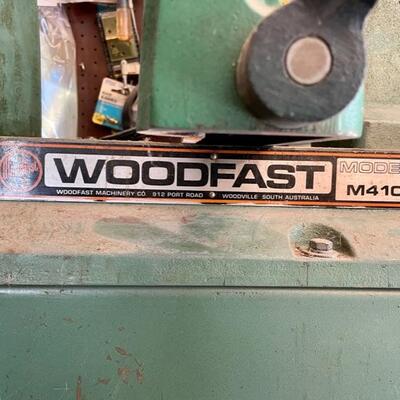 WOODFAST
WOODFAST MACHINERY CO 912 PORT ROAD WOODVILLE SOUTH AUSTRALIA
MODE
M410